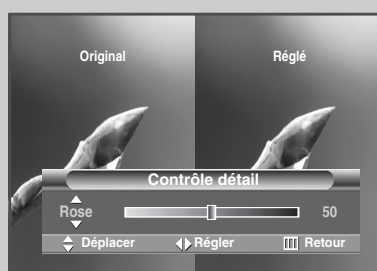 Original Réglé
Contrôle détail
Rose 50
Déplacer Régler Retour